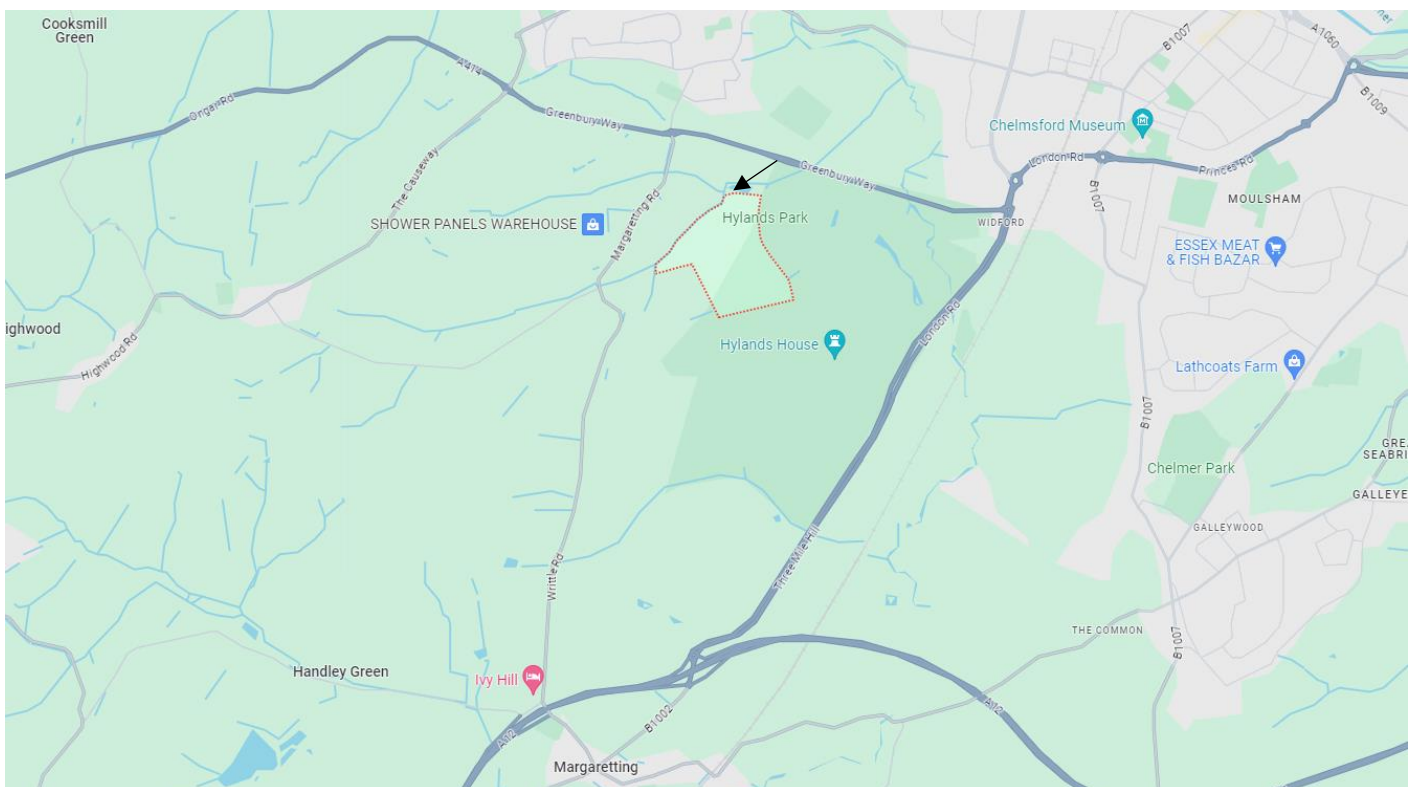 Cooksmill
Green
B1007
A1060
A414
Ongar Rd
B1009
Greenbury Way
Chelmsford Museum
London Rd
Princes Rd
Greenbury Way
The Causeway
B1007
MOULSHAM
Margaretting Rd
Hylands Park
SHOWER PANELS WAREHOUSE
WIDFORD
ESSEX MEAT
& FISH BAZAR
ighwood
London Rd
Hylands House
Highwood Rd
Lathcoats Farm
B1007
GRE
SEABRI
Chelmer Park
GALLEYE
GALLEYWOOD
Three Mile Hill
Writtle Rd
THE COMMON
B1007
Handley Green
Ivy Hill
A12
B1002
A12
Margaretting